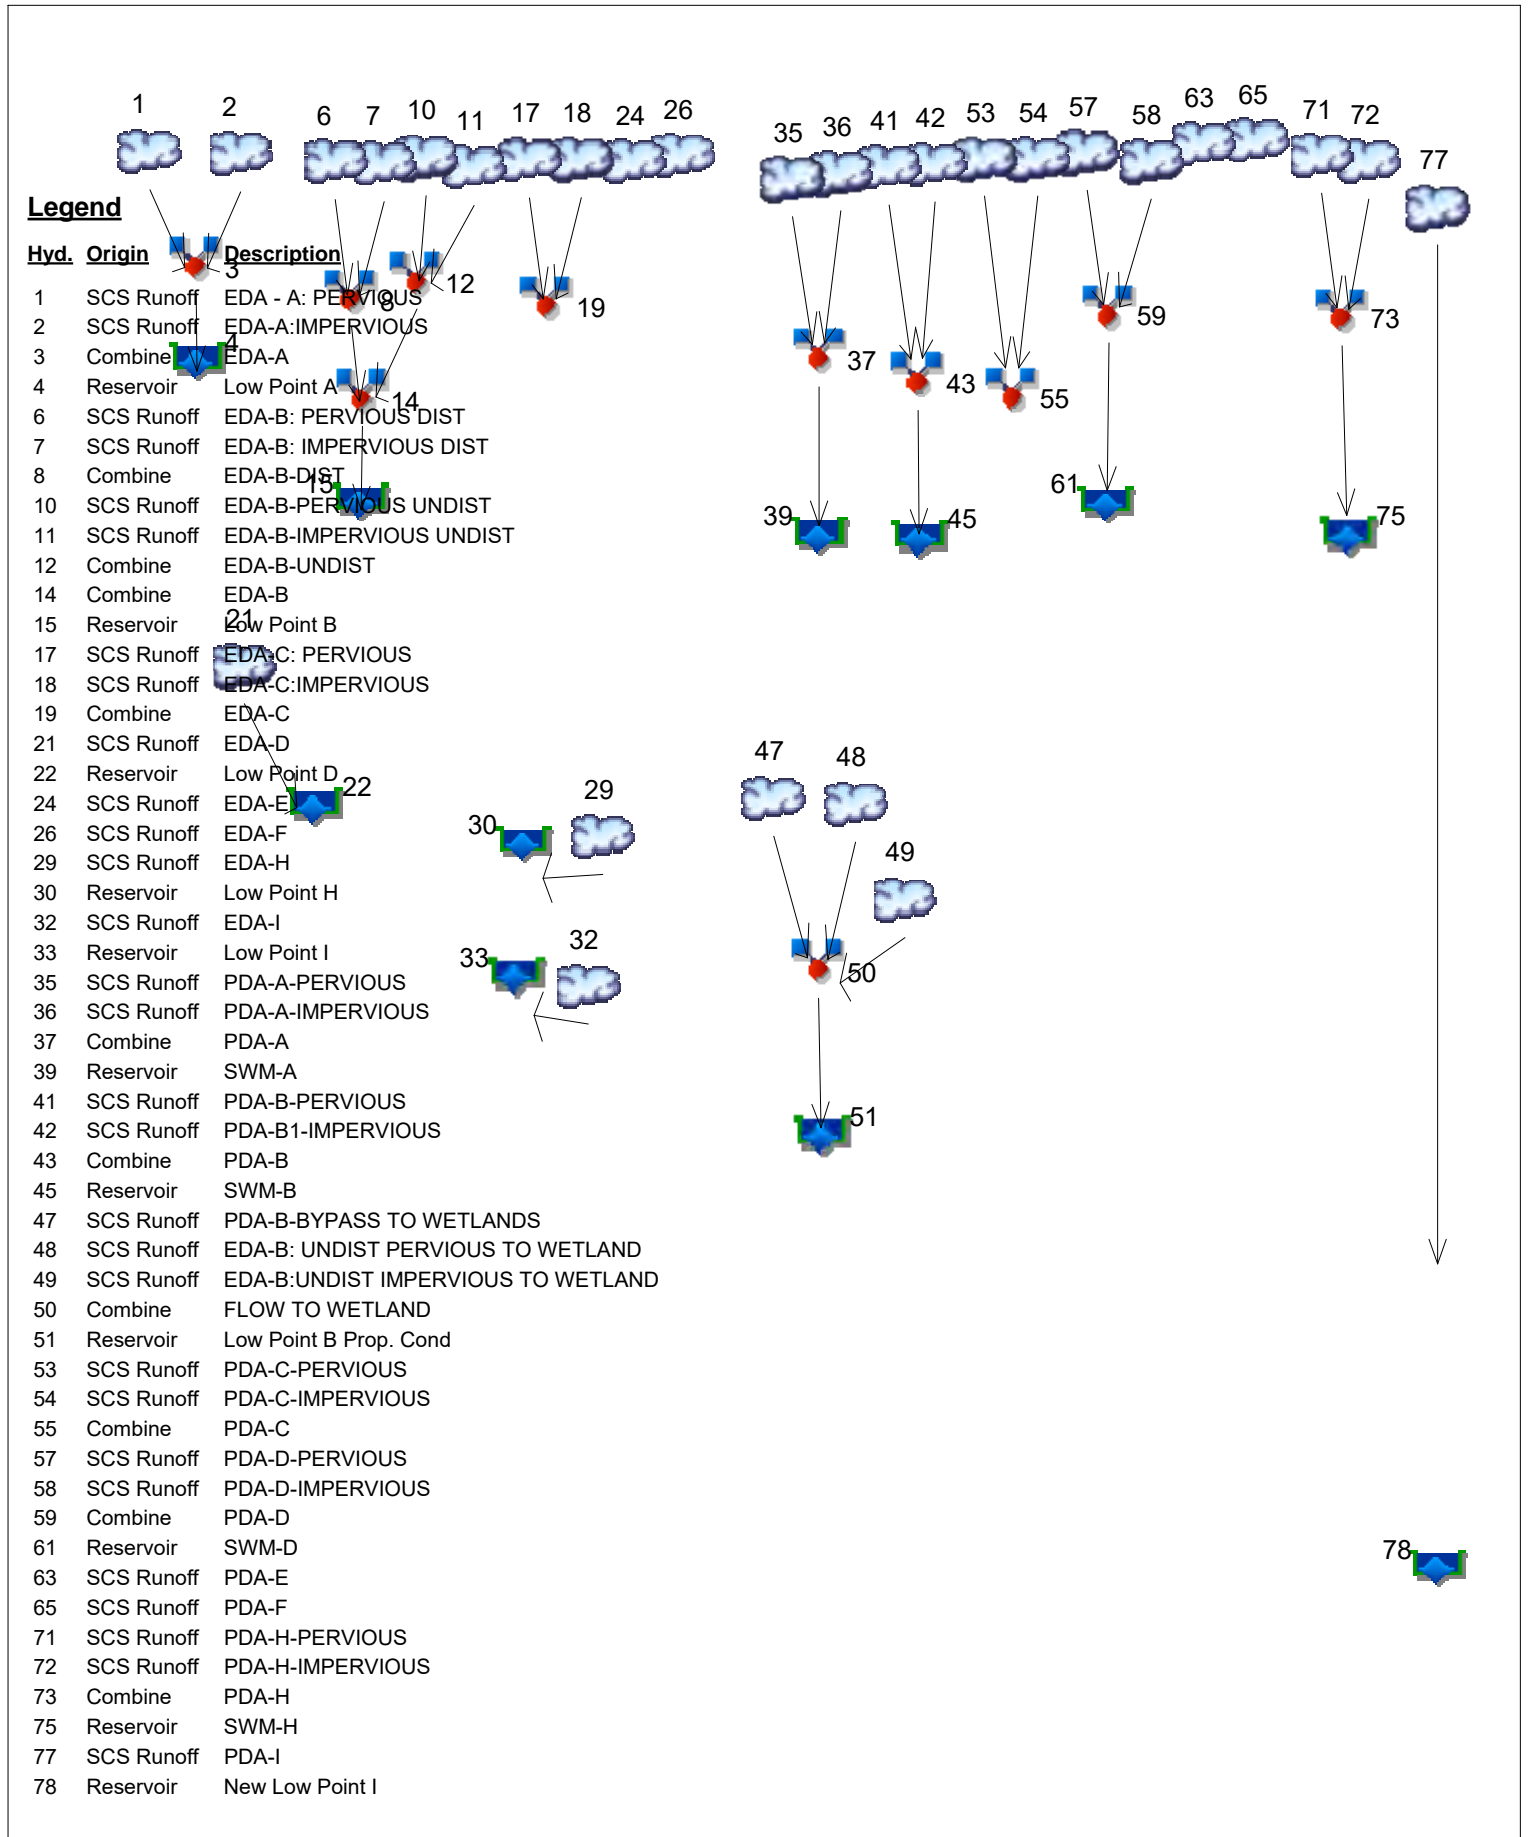 1 2 6 7 10 11 17 18 24 26 35 36 41 42 53 54 57 58 63 65 71 72 77
Legend
Hyd. Origin Description
3
12
8
19
59
73
37
4
43
55
14
15
61
39
45
75
21
47
48
22
29
30
49
32
33
50
51
78
1 SCS Runoff EDA - A: PERVIOUS
2 SCS Runoff EDA-A:IMPERVIOUS
3 Combine EDA-A
4 Reservoir Low Point A
6 SCS Runoff EDA-B: PERVIOUS DIST
7 SCS Runoff EDA-B: IMPERVIOUS DIST
8 Combine EDA-B-DIST
10 SCS Runoff EDA-B-PERVIOUS UNDIST
11 SCS Runoff EDA-B-IMPERVIOUS UNDIST
12 Combine EDA-B-UNDIST
14 Combine EDA-B
15 Reservoir Low Point B
17 SCS Runoff EDA-C: PERVIOUS
18 SCS Runoff EDA-C:IMPERVIOUS
19 Combine EDA-C
21 SCS Runoff EDA-D
22 Reservoir Low Point D
24 SCS Runoff EDA-E
26 SCS Runoff EDA-F
29 SCS Runoff EDA-H
30 Reservoir Low Point H
32 SCS Runoff EDA-I
33 Reservoir Low Point I
35 SCS Runoff PDA-A-PERVIOUS
36 SCS Runoff PDA-A-IMPERVIOUS
37 Combine PDA-A
39 Reservoir SWM-A
41 SCS Runoff PDA-B-PERVIOUS
42 SCS Runoff PDA-B1-IMPERVIOUS
43 Combine PDA-B
45 Reservoir SWM-B
47 SCS Runoff PDA-B-BYPASS TO WETLANDS
48 SCS Runoff EDA-B: UNDIST PERVIOUS TO WETLAND
49 SCS Runoff EDA-B:UNDIST IMPERVIOUS TO WETLAND
50 Combine FLOW TO WETLAND
51 Reservoir Low Point B Prop. Cond
53 SCS Runoff PDA-C-PERVIOUS
54 SCS Runoff PDA-C-IMPERVIOUS
55 Combine PDA-C
57 SCS Runoff PDA-D-PERVIOUS
58 SCS Runoff PDA-D-IMPERVIOUS
59 Combine PDA-D
61 Reservoir SWM-D
63 SCS Runoff PDA-E
65 SCS Runoff PDA-F
71 SCS Runoff PDA-H-PERVIOUS
72 SCS Runoff PDA-H-IMPERVIOUS
73 Combine PDA-H
75 Reservoir SWM-H
77 SCS Runoff PDA-I
78 Reservoir New Low Point I